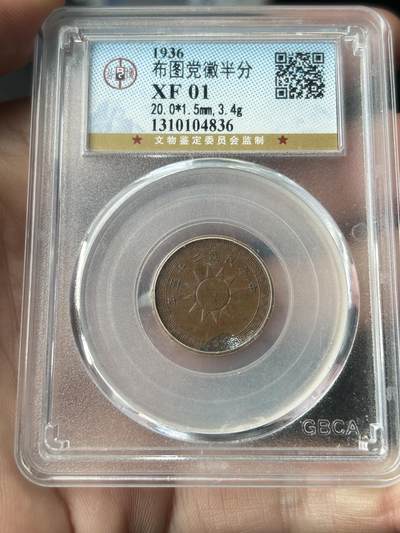 1936
布图党徽半分
XF 01
20.0*1.5mm,3.4g
1310104836
★ 文物鉴定委员会监制 ★
GBCA